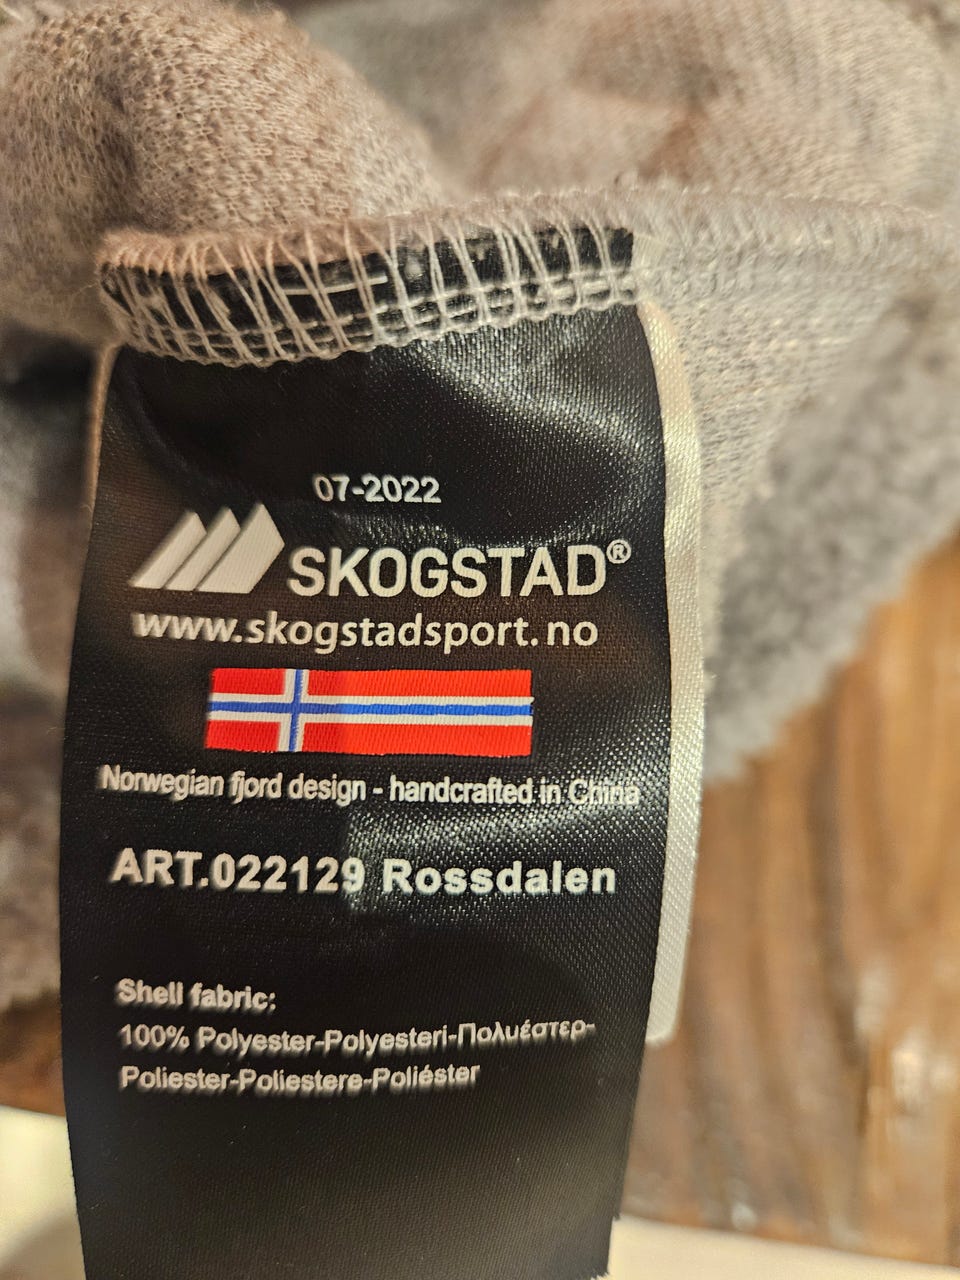 07-2022
SKOGSTAD®
www.skogstadsport.no
Norwegian fjord design - handcrafted in China
ART.022129 Rossdalen
Shell fabric:
100% Polyester-Polyesteri-Πολυέστερ-
Poliester-Poliestere-Poliéster